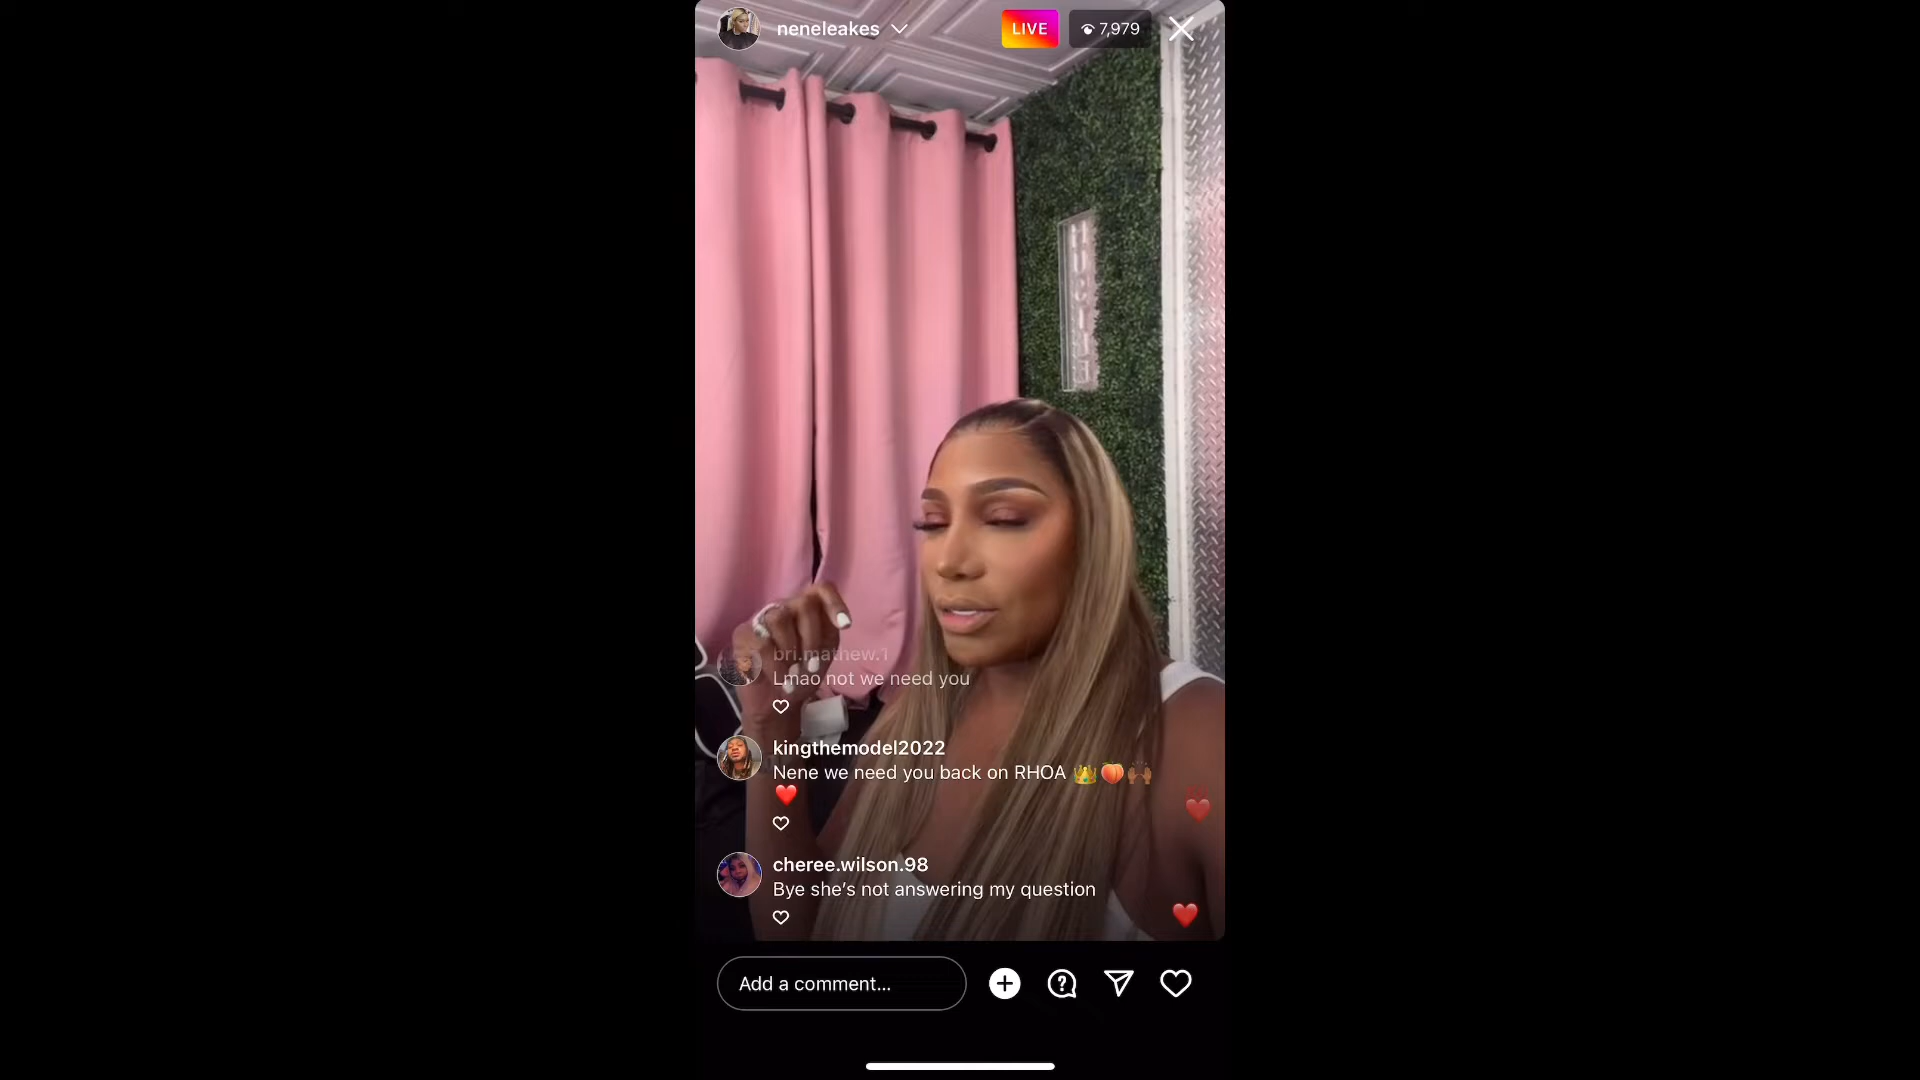 neneleakes
LIVE
7,979
bri.mathew.1
Lmao not we need you
kingthemodel2022
Nene we need you back on RHOA 👑🍑🙌🏾
❤️
cheree.wilson.98
Bye she's not answering my question
Add a comment...